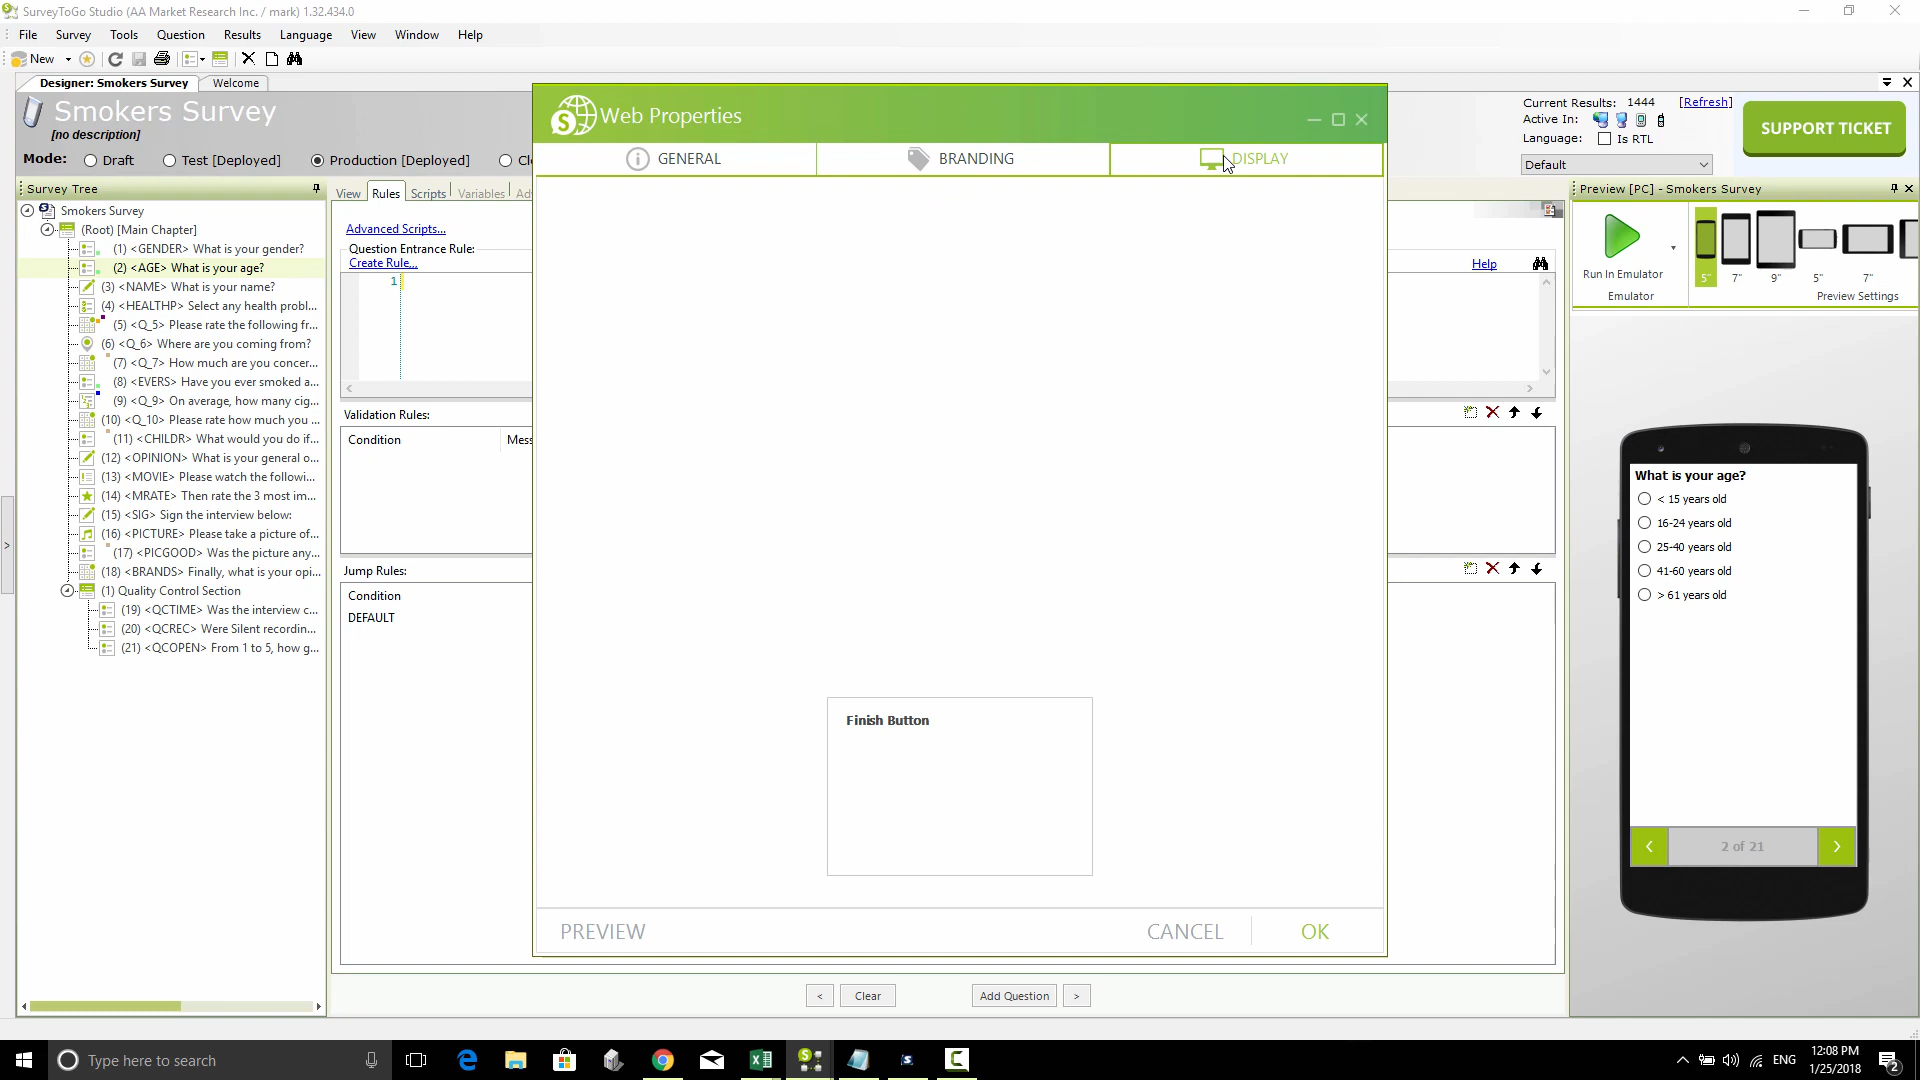 SurveyToGo Studio (AA Market Research Inc. / mark) 1.32.434.0
File Survey Tools Question Results Language View Window Help
New
Designer: Smokers Survey Welcome
Smokers Survey
[no description]
Mode: Draft Test [Deployed] Production [Deployed]
Current Results: 1444 [Refresh]
Active In:
Language: Is RTL
Default
SUPPORT TICKET
Survey Tree
Smokers Survey
(Root) [Main Chapter]
(1) <GENDER> What is your gender?
(2) <AGE> What is your age?
(3) <NAME> What is your name?
(4) <HEALTHP> Select any health probl...
(5) <Q_5> Please rate the following fr...
(6) <Q_6> Where are you coming from?
(7) <Q_7> How much are you concer...
(8) <EVERS> Have you ever smoked a...
(9) <Q_9> On average, how many cig...
(10) <Q_10> Please rate how much you ...
(11) <CHILDR> What would you do if...
(12) <OPINION> What is your general o...
(13) <MOVIE> Please watch the followi...
(14) <MRATE> Then rate the 3 most im...
(15) <SIG> Sign the interview below:
(16) <PICTURE> Please take a picture of...
(17) <PICGOOD> Was the picture any...
(18) <BRANDS> Finally, what is your opi...
(1) Quality Control Section
(19) <QCTIME> Was the interview c...
(20) <QCREC> Were Silent recordin...
(21) <QCOPEN> From 1 to 5, how g...
View Rules Scripts Variables
Advanced Scripts...
Question Entrance Rule:
Create Rule...
Help
1
Validation Rules:
Condition
Jump Rules:
Condition
DEFAULT
< Clear Add Question >
Web Properties
GENERAL BRANDING DISPLAY
Finish Button
PREVIEW CANCEL OK
Preview [PC] - Smokers Survey
Run In Emulator
Emulator
5" 7" 9" 5" 7"
Preview Settings
What is your age?
< 15 years old
16-24 years old
25-40 years old
41-60 years old
> 61 years old
2 of 21
Type here to search
ENG
12:08 PM
1/25/2018
2